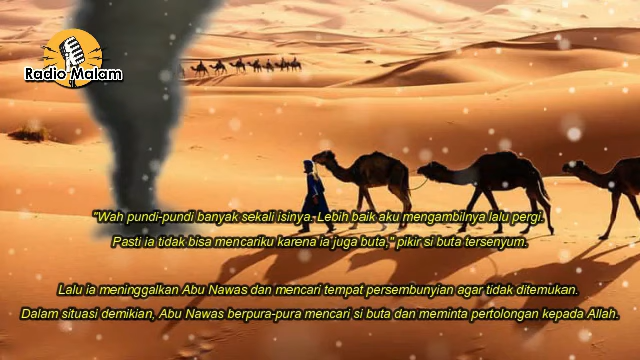 Radio Malam
"Wah pundi-pundi banyak sekali isinya. Lebih baik aku mengambilnya lalu pergi.
Pasti ia tidak bisa mencariku karena ia juga buta," pikir si buta tersenyum.
Lalu ia meninggalkan Abu Nawas dan mencari tempat persembunyian agar tidak ditemukan.
Dalam situasi demikian, Abu Nawas berpura-pura mencari si buta dan meminta pertolongan kepada Allah.